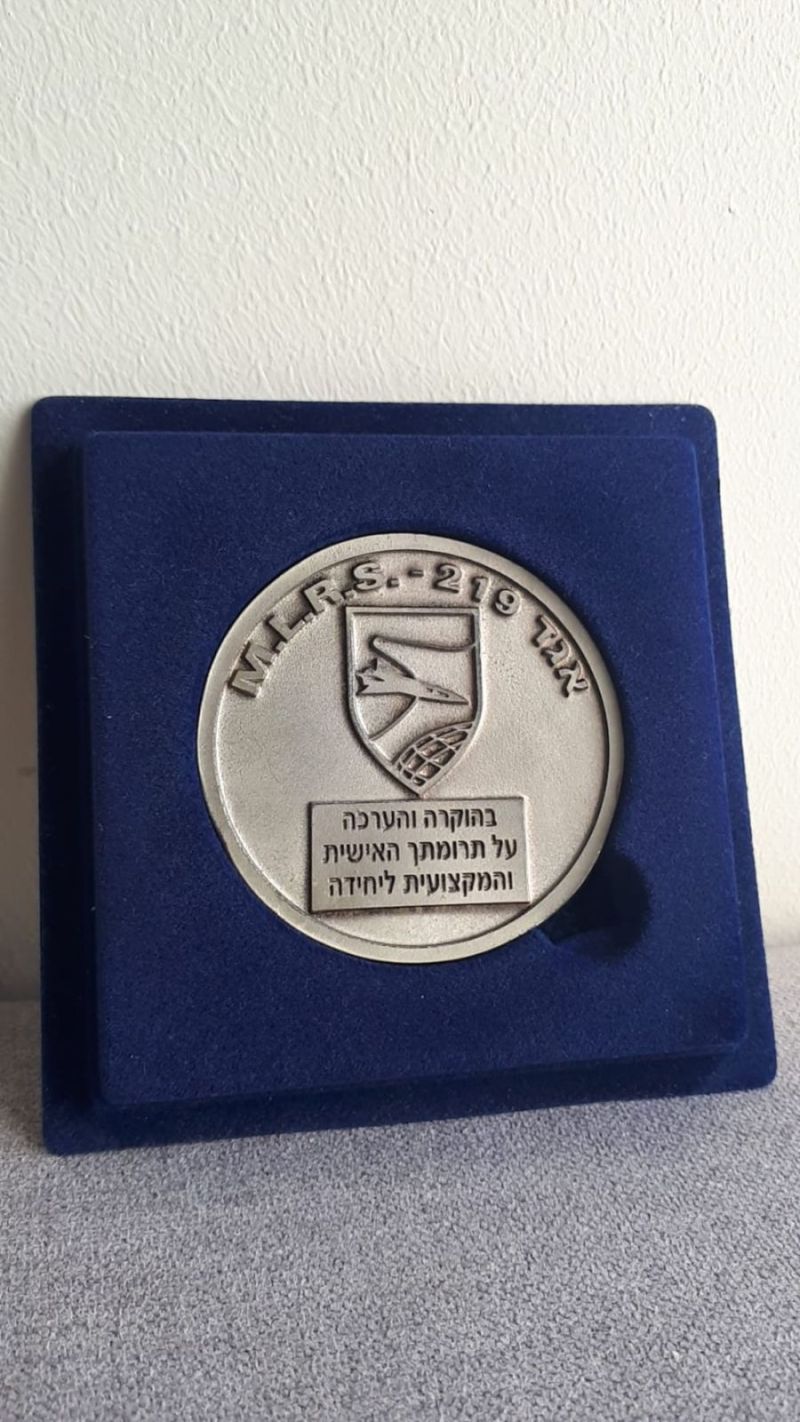 אגד 219 - M.L.R.S.
בהוקרה והערכה
על תרומתך האישית
והמקצועית ליחידה